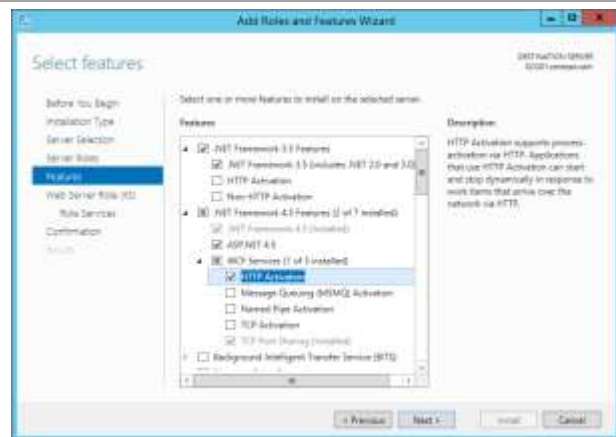 Add Roles and Features Wizard
Select features
DESTINATION SERVER
Before You Begin
Installation Type
Server Selection
Server Roles
Features
Web Server Role (IIS)
Role Services
Confirmation
Results
Select one or more features to install on the selected server.
Features
.NET Framework 3.5 Features
.NET Framework 3.5 (includes .NET 2.0 and 3.0)
HTTP Activation
Non-HTTP Activation
.NET Framework 4.5 Features (2 of 7 installed)
.NET Framework 4.5 (Installed)
ASP.NET 4.5
WCF Services (1 of 5 installed)
HTTP Activation
Message Queuing (MSMQ) Activation
Named Pipe Activation
TCP Activation
TCP Port Sharing (Installed)
Background Intelligent Transfer Service (BITS)
Description
HTTP Activation supports process
activation via HTTP. Applications
that use HTTP Activation can start
and stop dynamically in response to
work items that arrive over the
network via HTTP.
< Previous
Next >
Install
Cancel